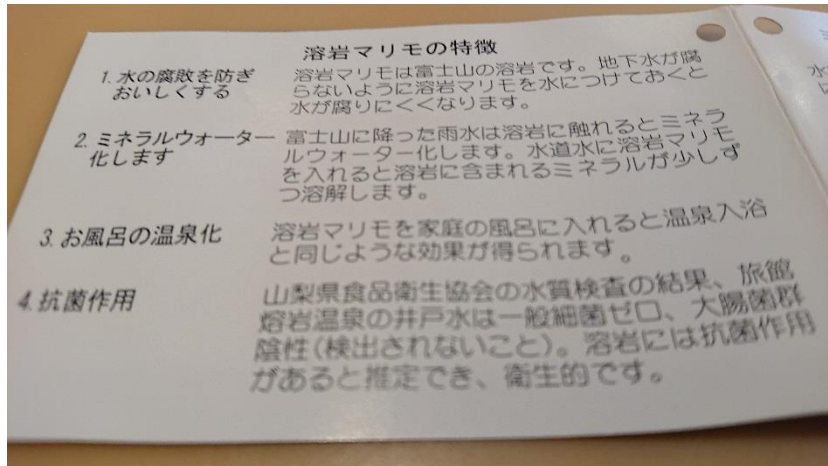 溶岩マリモの特徴
1. 水の腐敗を防ぎ
おいしくする
溶岩マリモは富士山の溶岩です。地下水が腐
らないように溶岩マリモを水につけておくと
水が腐りにくくなります。
2. ミネラルウォーター
化します
富士山に降った雨水は溶岩に触れるとミネラ
ルウォーター化します。水道水に溶岩マリモ
を入れると溶岩に含まれるミネラルが少しず
つ溶解します。
3. お風呂の温泉化
溶岩マリモを家庭の風呂に入れると温泉入浴
と同じような効果が得られます。
4. 抗菌作用
山梨県食品衛生協会の水質検査の結果、旅館
熔岩温泉の井戸水は一般細菌ゼロ、大腸菌群
陰性(検出されないこと)。溶岩には抗菌作用
があると推定でき、衛生的です。